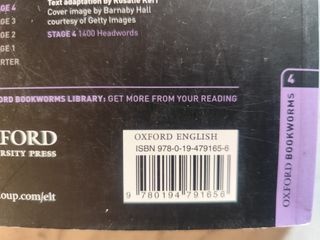 GE 4
Text adaptation by Rosalie Kerr
GE 3
Cover image by Barnaby Hall
courtesy of Getty Images
GE 2
STAGE 4 1400 Headwords
GE 1
RTER
ORD BOOKWORMS LIBRARY: GET MORE FROM YOUR READING
FORD
ERSITY PRESS
oup.com/elt
OXFORD ENGLISH
ISBN 978-0-19-479165-6
9 780194 791656
4
OXFORD BOOKWORMS